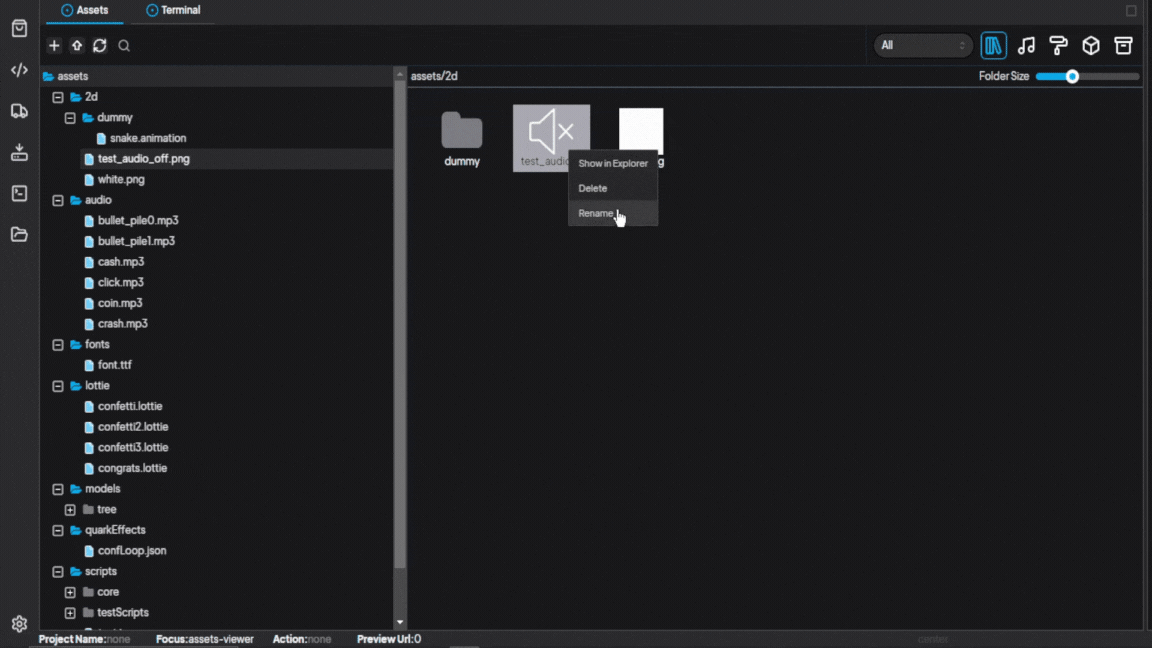 Assets
Terminal
All
assets
assets/2d
Folder Size
2d
dummy
snake.animation
test_audio_off.png
white.png
audio
bullet_pile0.mp3
bullet_pile1.mp3
cash.mp3
click.mp3
coin.mp3
crash.mp3
fonts
font.ttf
lottie
confetti.lottie
confetti2.lottie
confetti3.lottie
congrats.lottie
models
tree
quarkEffects
confLoop.json
scripts
core
testScripts
dummy
test_audio
g
Show in Explorer
Delete
Rename
Project Name:none Focus:assets-viewer Action:none Preview Url:0
center